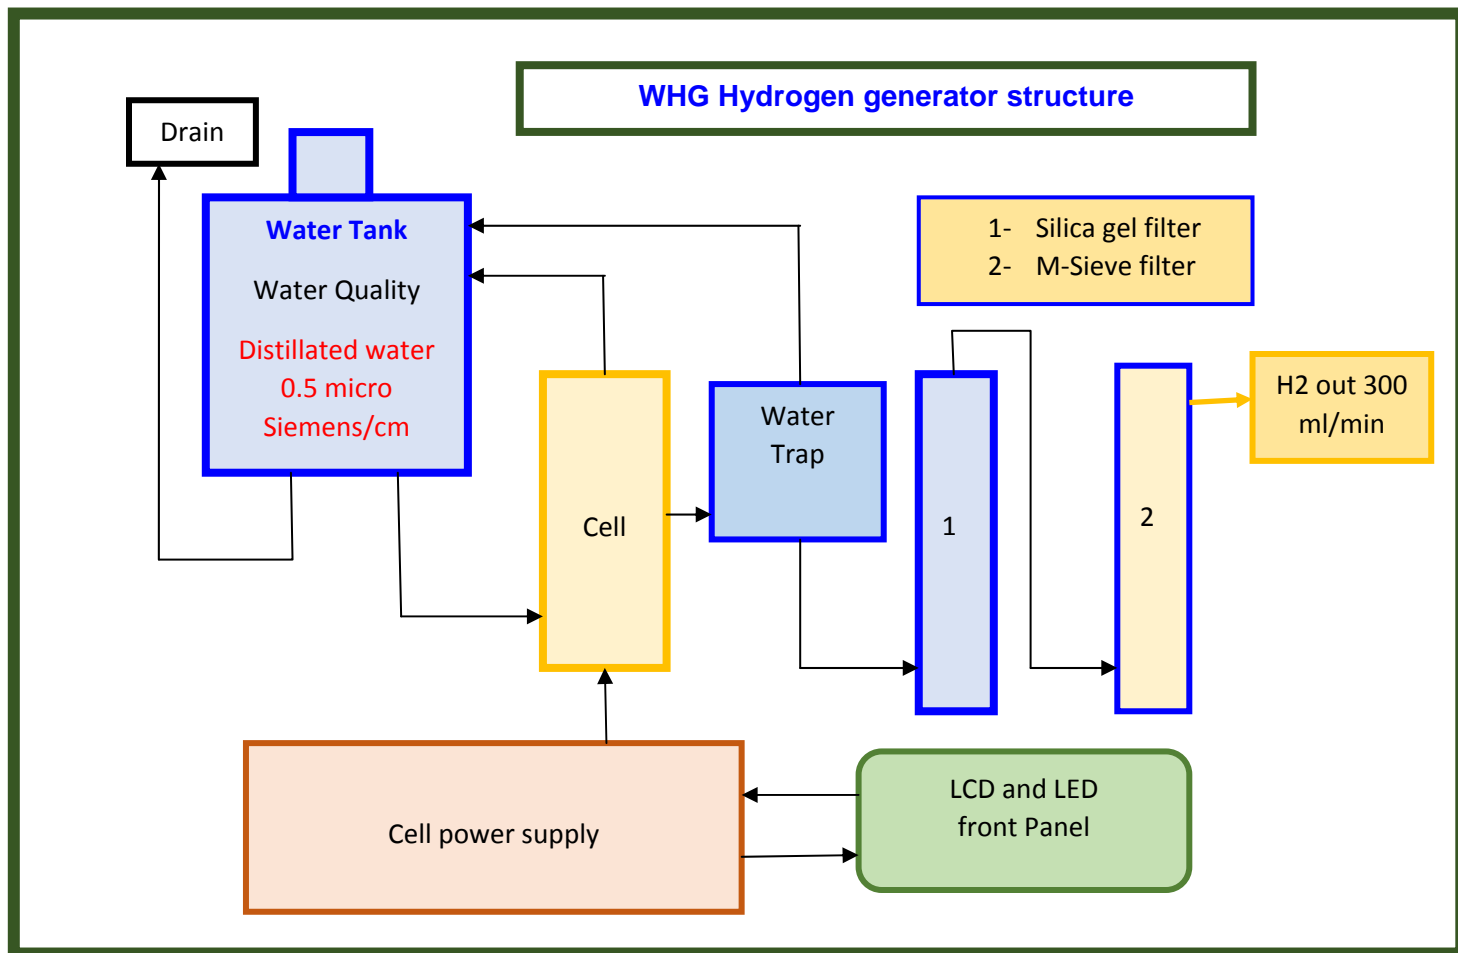 WHG Hydrogen generator structure
Drain
Water Tank
Water Quality
Distillated water
0.5 micro
Siemens/cm
1- Silica gel filter
2- M-Sieve filter
H2 out 300
ml/min
Water
Trap
Cell
1
2
Cell power supply
LCD and LED
front Panel